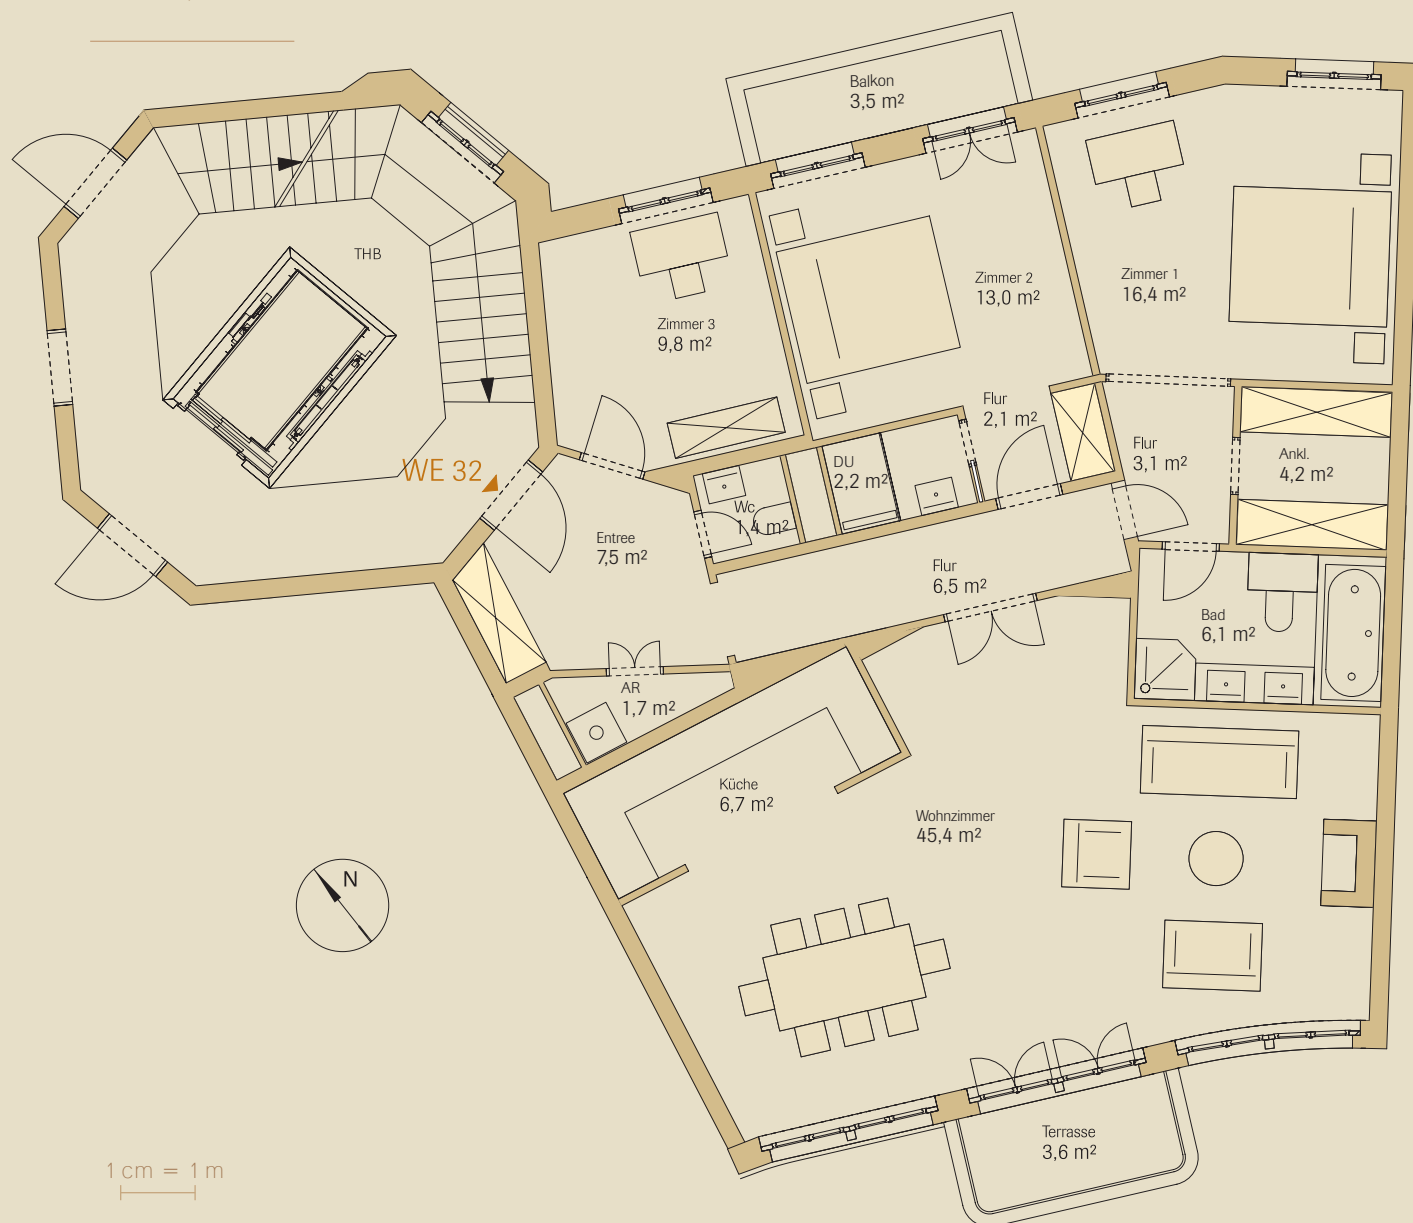 Balkon
3,5 m²
THB
Zimmer 3
9,8 m²
Zimmer 2
13,0 m²
Zimmer 1
16,4 m²
Flur
2,1 m²
Flur
3,1 m²
Ankl.
4,2 m²
WE 32
DU
2,2 m²
Wc
1,4 m²
Entree
7,5 m²
Flur
6,5 m²
Bad
6,1 m²
AR
1,7 m²
Küche
6,7 m²
Wohnzimmer
45,4 m²
N
Terrasse
3,6 m²
1 cm = 1 m